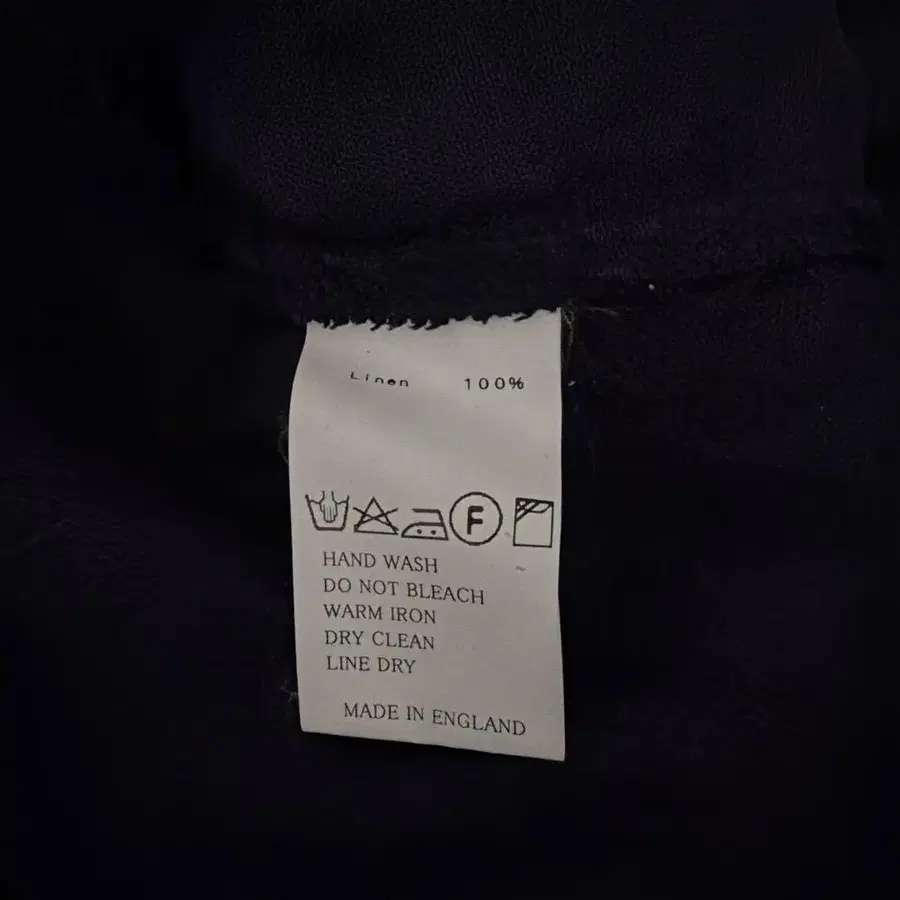 Linen 100%
F
HAND WASH
DO NOT BLEACH
WARM IRON
DRY CLEAN
LINE DRY
MADE IN ENGLAND